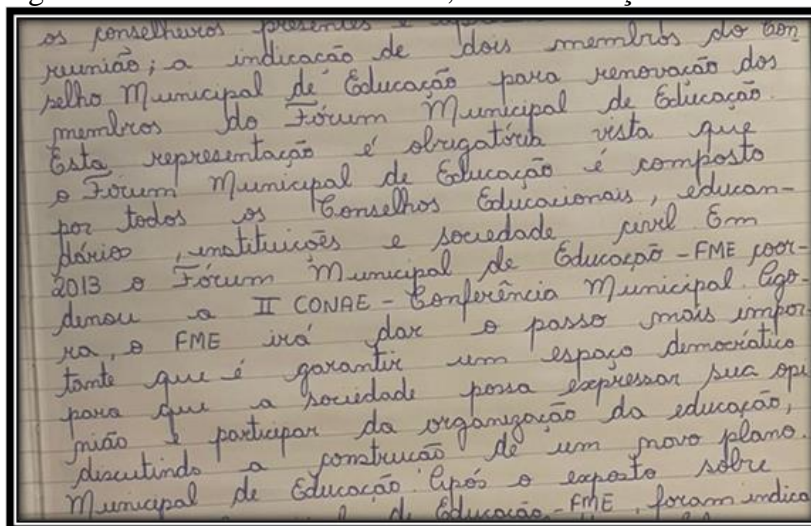 os conselheiros presentes e
reunião; a indicacão de dois membros do Con
selho Municipal de Educação para renovação dos
membros do Fórum Municipal de Educação.
Esta representação é obrigatória vista que
o Fórum Municipal de Educação é composto
por todos os Conselhos Educacionais, educan-
dários, instituicões e sociedade civil. Em
2013 o Fórum Municipal de Educação - FME coor-
denou a II CONAE - Conferência Municipal. Ago-
ra, o FME irá dar o passo mais impor-
tante que é garantir um espaço democrático
para que a sociedade possa expressar sua opi
nião e participar da organização da educação,
discutindo a construcão de um novo plano.
Municipal de Educacão. Após o exposto sobre
de Educacão - FME, foram indica